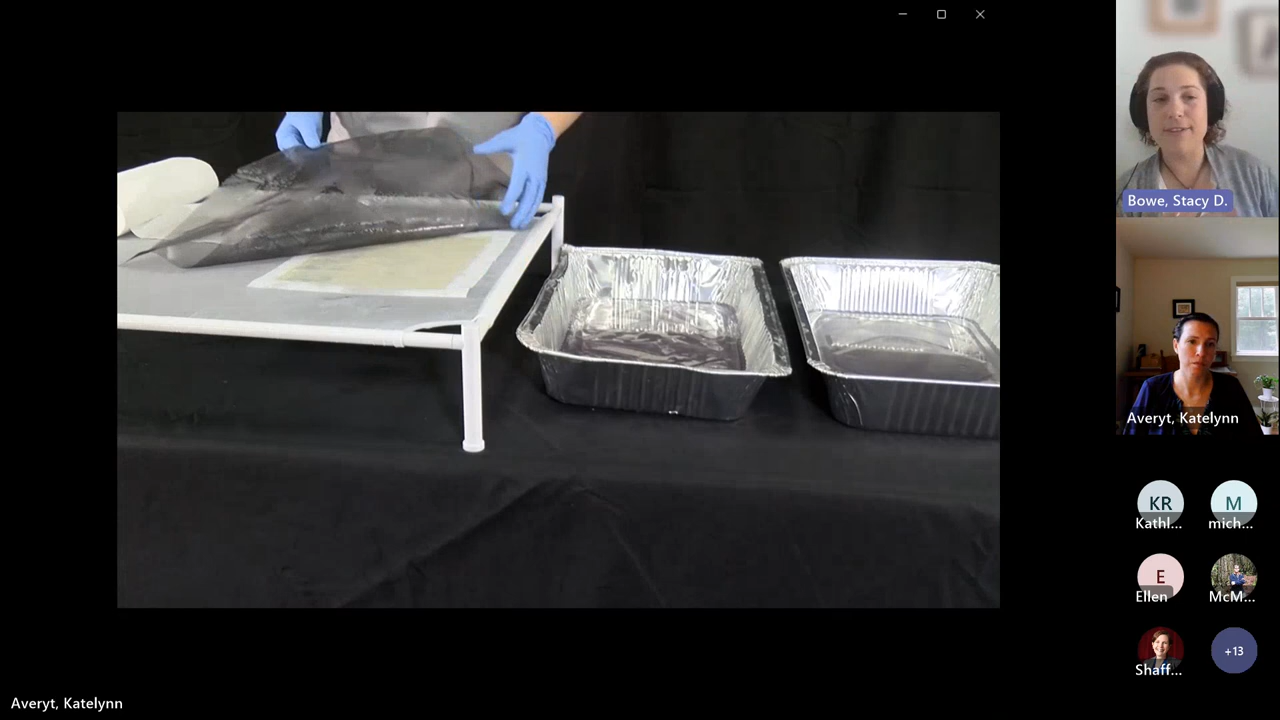 Bowe, Stacy D.
Averyt, Katelynn
KR
Kathl...
M
mich...
E
Ellen
McM...
Shaff...
+13
Averyt, Katelynn